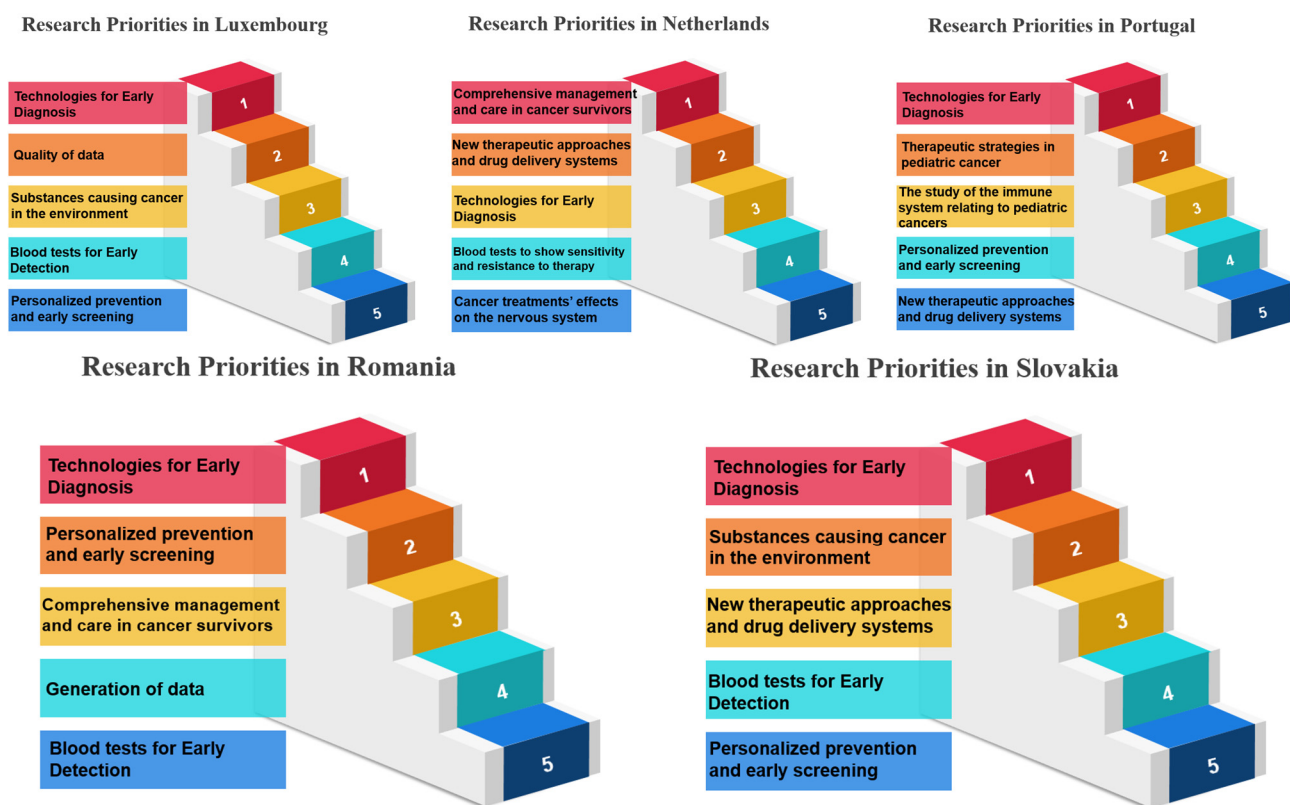 Research Priorities in Luxembourg
Technologies for Early
Diagnosis
1
Quality of data
2
Substances causing cancer
in the environment
3
Blood tests for Early
Detection
4
Personalized prevention
and early screening
5
Research Priorities in Netherlands
Comprehensive management
and care in cancer survivors
1
New therapeutic approaches
and drug delivery systems
2
Technologies for Early
Diagnosis
3
Blood tests to show sensitivity
and resistance to therapy
4
Cancer treatments' effects
on the nervous system
5
Research Priorities in Portugal
Technologies for Early
Diagnosis
1
Therapeutic strategies in
pediatric cancer
2
The study of the immune
system relating to pediatric
cancers
3
Personalized prevention
and early screening
4
New therapeutic approaches
and drug delivery systems
5
Research Priorities in Romania
Technologies for Early
Diagnosis
1
Personalized prevention
and early screening
2
Comprehensive management
and care in cancer survivors
3
Generation of data
4
Blood tests for Early
Detection
5
Research Priorities in Slovakia
Technologies for Early
Diagnosis
1
Substances causing cancer
in the environment
2
New therapeutic approaches
and drug delivery systems
3
Blood tests for Early
Detection
4
Personalized prevention
and early screening
5